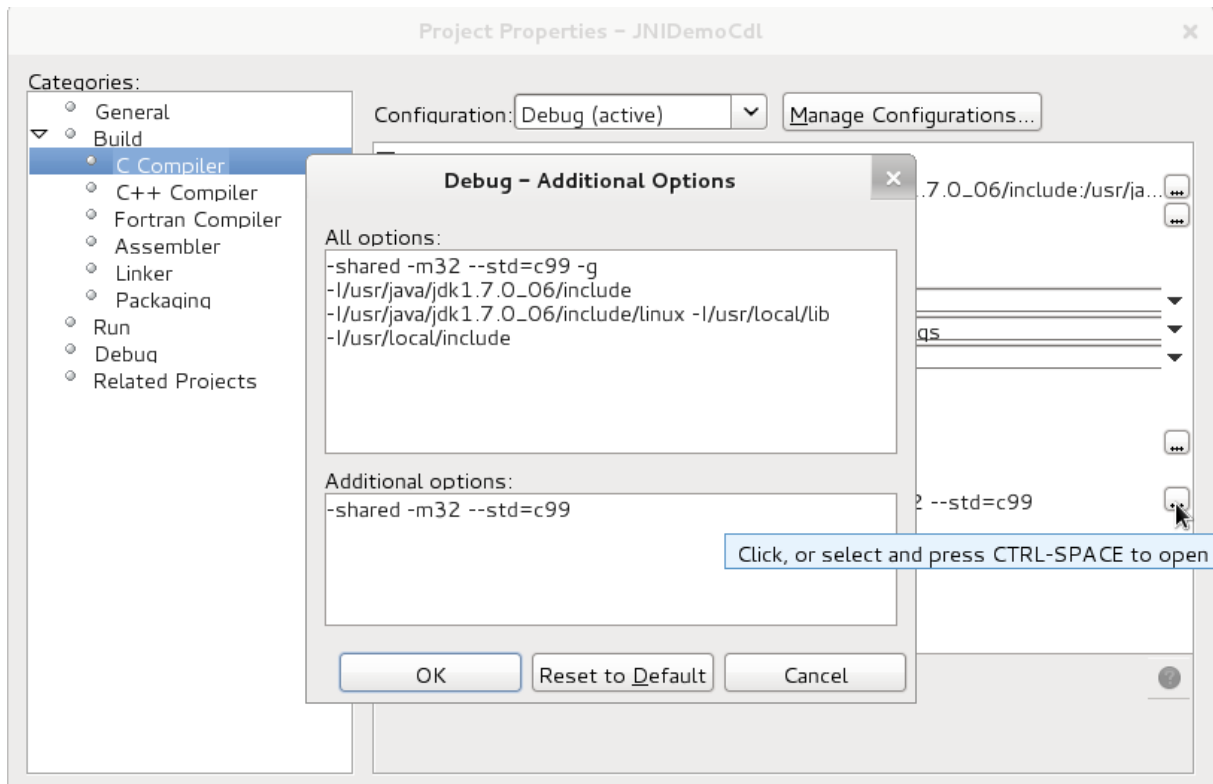 Project Properties – JNIDemoCdl
Categories:
General
Build
C Compiler
C++ Compiler
Fortran Compiler
Assembler
Linker
Packaging
Run
Debug
Related Projects
Configuration: Debug (active)
Manage Configurations...
.7.0_06/include:/usr/ja...
gs
2 --std=c99
Debug – Additional Options
All options:
-shared -m32 --std=c99 -g
-I/usr/java/jdk1.7.0_06/include
-I/usr/java/jdk1.7.0_06/include/linux -I/usr/local/lib
-I/usr/local/include
Additional options:
-shared -m32 --std=c99
Click, or select and press CTRL-SPACE to open
OK
Reset to Default
Cancel